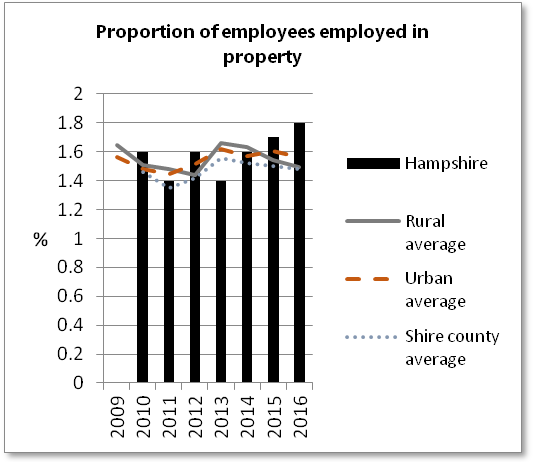 Proportion of employees employed in
property
2
1.8
1.6
1.4
1.2
1
0.8
0.6
0.4
0.2
0
%
2009
2010
2011
2012
2013
2014
2015
2016
Hampshire
Rural
average
Urban
average
Shire county
average